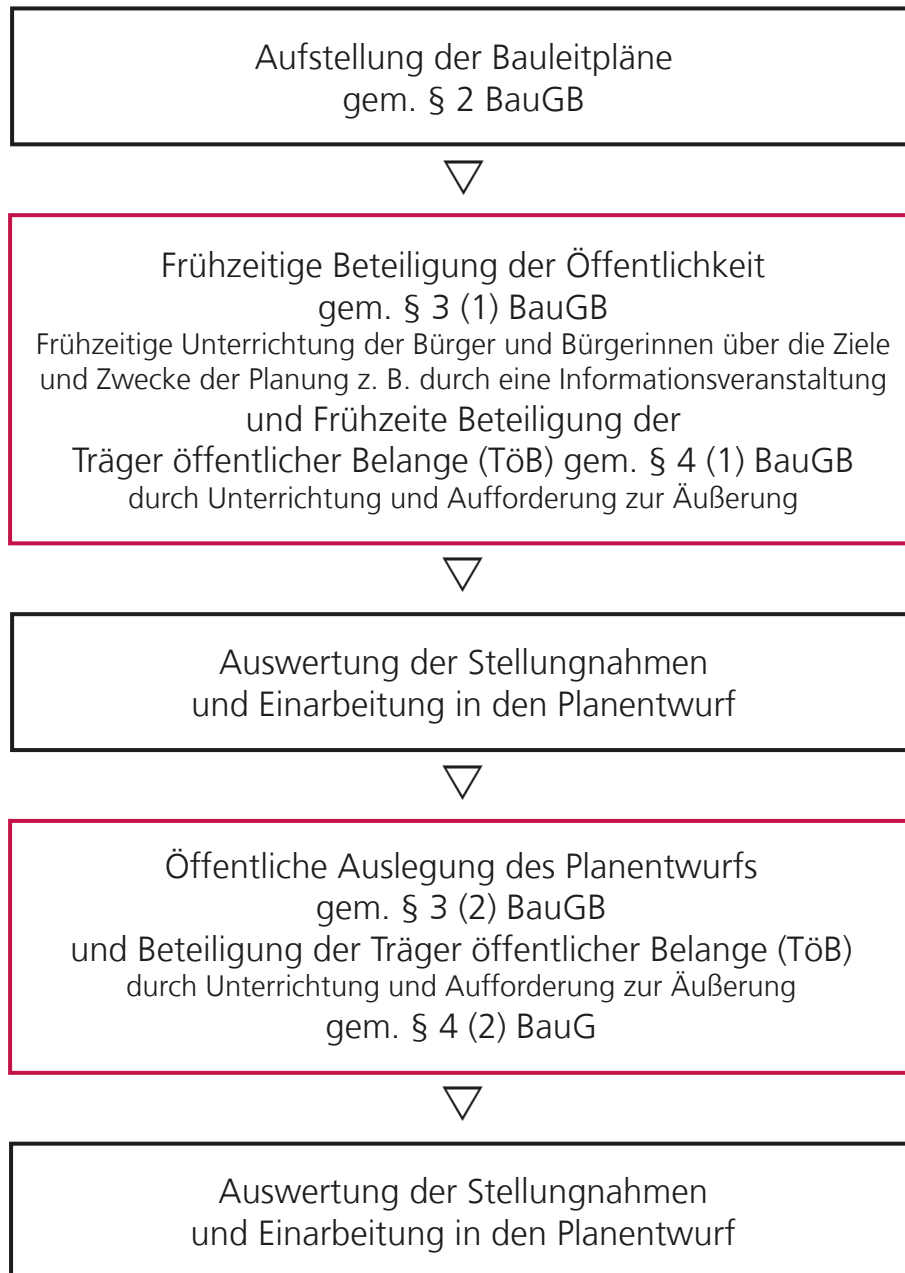 Aufstellung der Bauleitpläne
gem. § 2 BauGB
Frühzeitige Beteiligung der Öffentlichkeit
gem. § 3 (1) BauGB
Frühzeitige Unterrichtung der Bürger und Bürgerinnen über die Ziele
und Zwecke der Planung z. B. durch eine Informationsveranstaltung
und Frühzeite Beteiligung der
Träger öffentlicher Belange (TöB) gem. § 4 (1) BauGB
durch Unterrichtung und Aufforderung zur Äußerung
Auswertung der Stellungnahmen
und Einarbeitung in den Planentwurf
Öffentliche Auslegung des Planentwurfs
gem. § 3 (2) BauGB
und Beteiligung der Träger öffentlicher Belange (TöB)
durch Unterrichtung und Aufforderung zur Äußerung
gem. § 4 (2) BauG
Auswertung der Stellungnahmen
und Einarbeitung in den Planentwurf